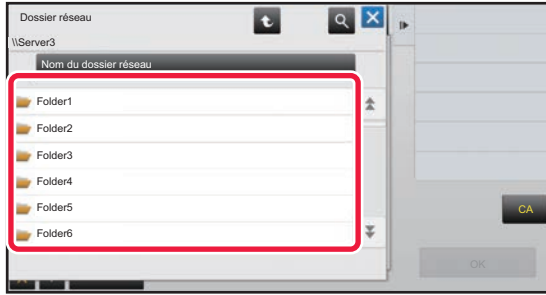 Dossier réseau
\\Server3
Nom du dossier réseau
Folder1
Folder2
Folder3
Folder4
Folder5
Folder6
CA
OK